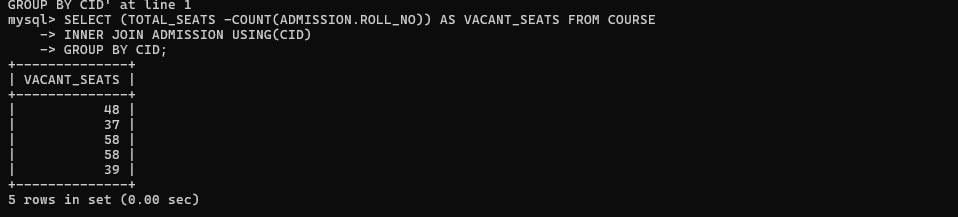 GROUP BY CID' at line 1
mysql> SELECT (TOTAL_SEATS -COUNT(ADMISSION.ROLL_NO)) AS VACANT_SEATS FROM COURSE
    -> INNER JOIN ADMISSION USING(CID)
    -> GROUP BY CID;
+--------------+
| VACANT_SEATS |
+--------------+
|           48 |
|           37 |
|           58 |
|           58 |
|           39 |
+--------------+
5 rows in set (0.00 sec)